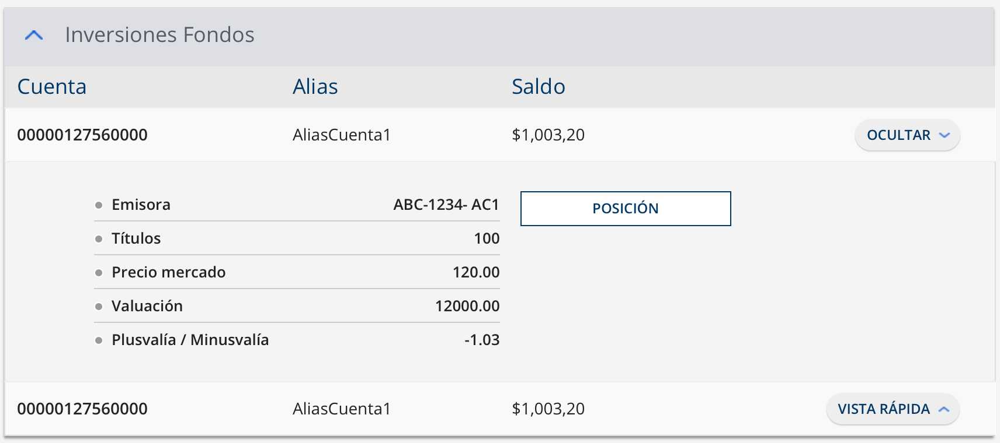 Inversiones Fondos
Cuenta Alias Saldo
00000127560000 AliasCuenta1 $1,003,20 OCULTAR
Emisora ABC-1234- AC1 POSICIÓN
Títulos 100
Precio mercado 120.00
Valuación 12000.00
Plusvalía / Minusvalía -1.03
00000127560000 AliasCuenta1 $1,003,20 VISTA RÁPIDA